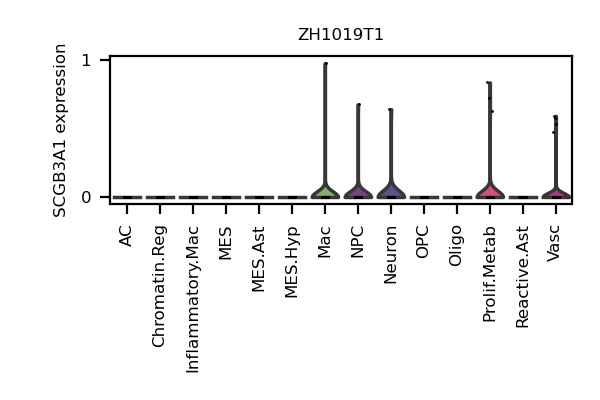 ZH1019T1
SCGB3A1 expression
1
0
AC
Chromatin.Reg
Inflammatory.Mac
MES
MES.Ast
MES.Hyp
Mac
NPC
Neuron
OPC
Oligo
Prolif.Metab
Reactive.Ast
Vasc